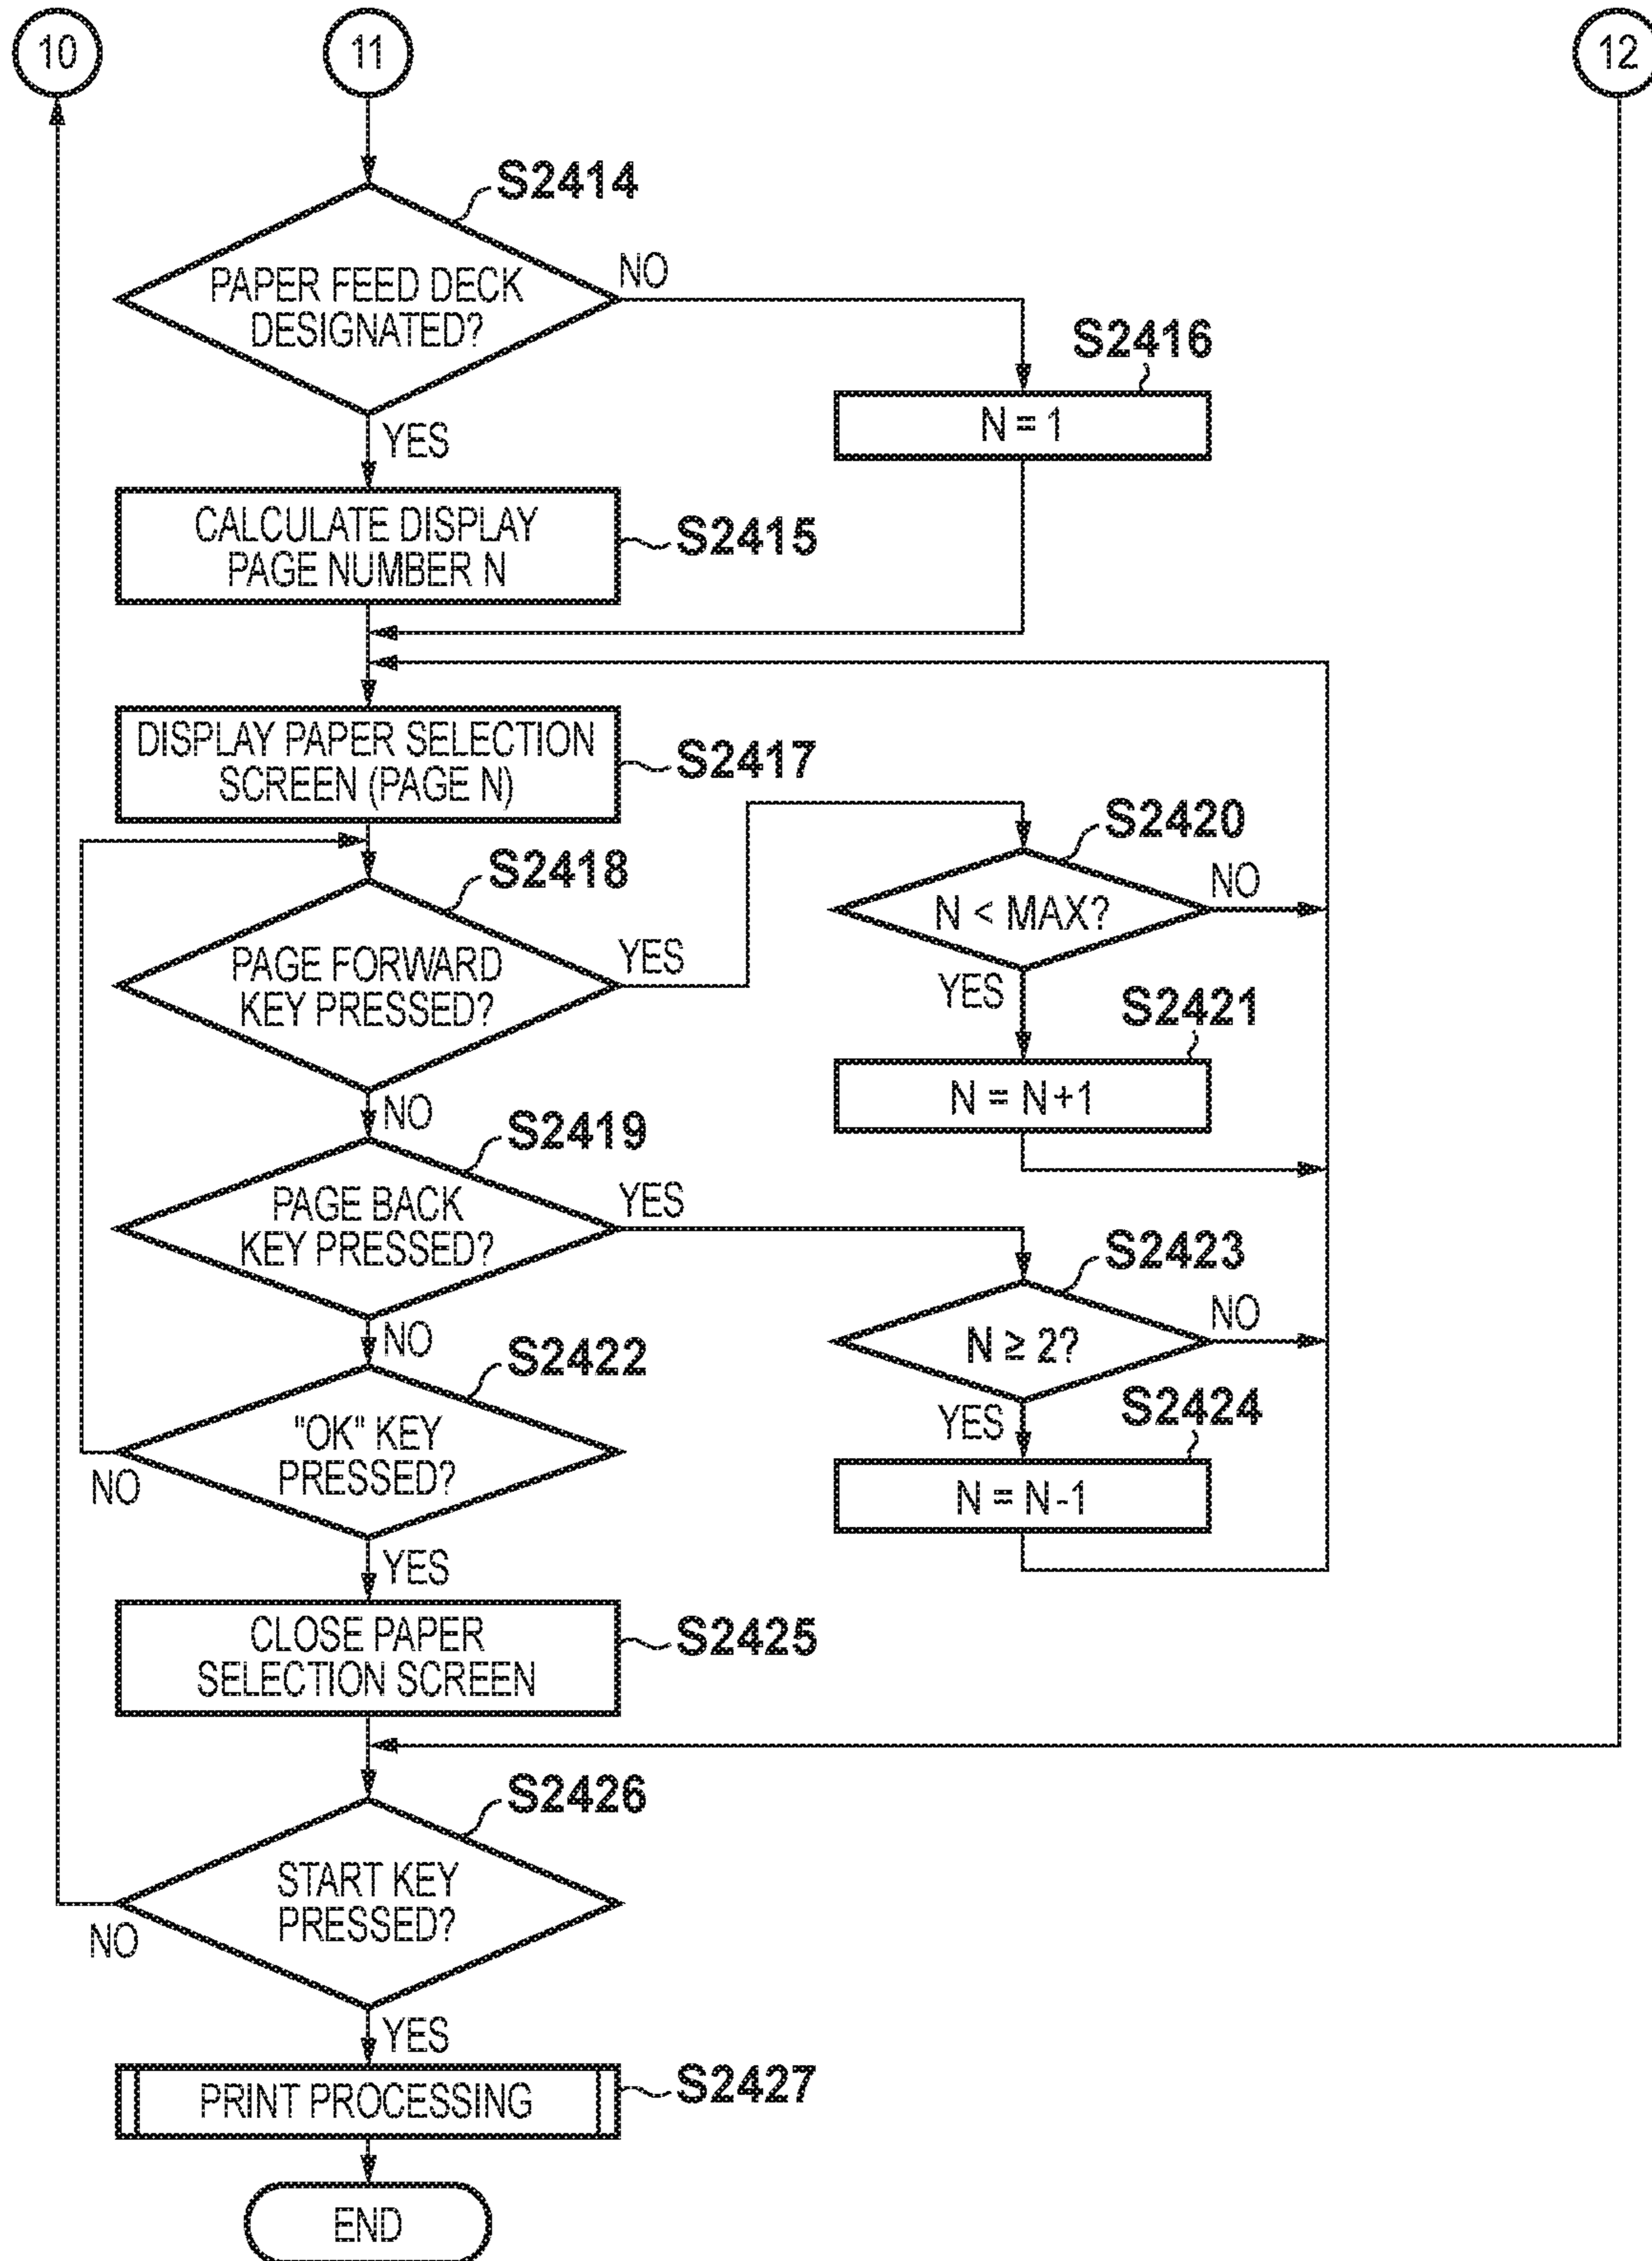 10
11
12
S2414
PAPER FEED DECK
DESIGNATED?
NO
S2416
N = 1
YES
CALCULATE DISPLAY
PAGE NUMBER N
S2415
DISPLAY PAPER SELECTION
SCREEN (PAGE N)
S2417
S2420
S2418
N < MAX?
NO
PAGE FORWARD
KEY PRESSED?
YES
YES
S2421
N = N+1
NO
S2419
PAGE BACK
KEY PRESSED?
YES
S2423
N ≥ 2?
NO
NO
S2422
"OK" KEY
PRESSED?
NO
YES
S2424
N = N-1
YES
CLOSE PAPER
SELECTION SCREEN
S2425
S2426
START KEY
PRESSED?
NO
YES
PRINT PROCESSING
S2427
END